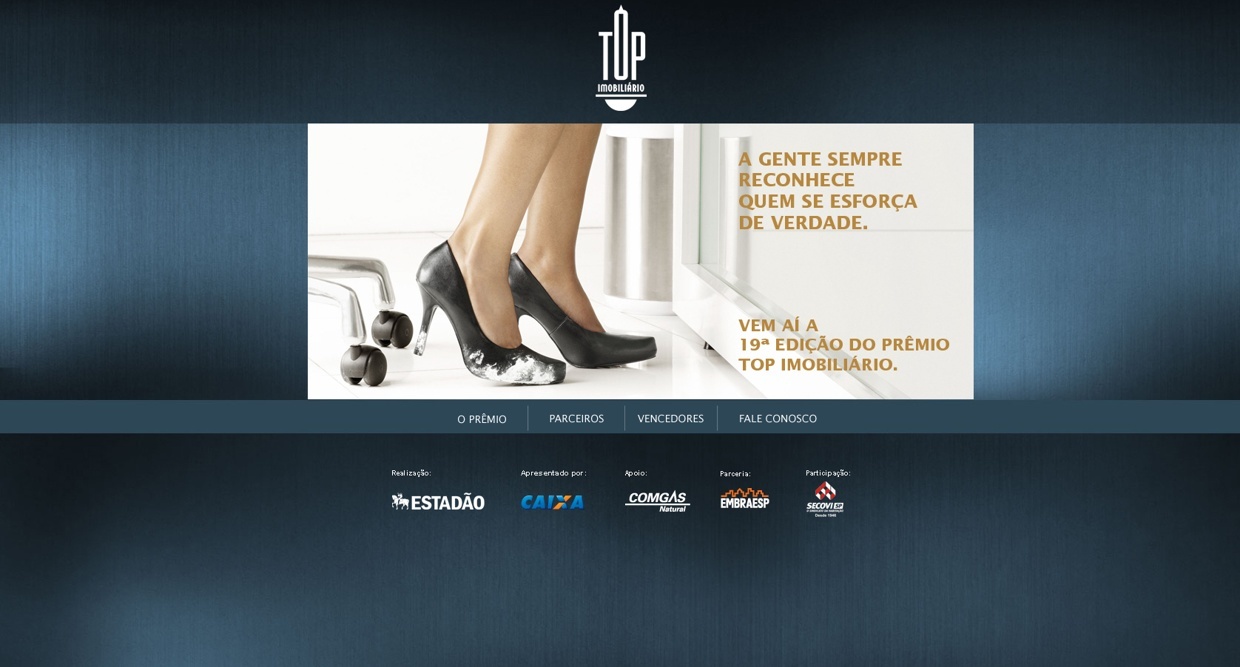 TOP
IMOBILIÁRIO
A GENTE SEMPRE
RECONHECE
QUEM SE ESFORÇA
DE VERDADE.
VEM AÍ A
19ª EDIÇÃO DO PRÊMIO
TOP IMOBILIÁRIO.
O PRÊMIO PARCEIROS VENCEDORES FALE CONOSCO
Realização: Apresentado por: Apoio: Parceria: Participação:
ESTADÃO CAIXA COMGÁS EMBRAESP SECOVI SP
Natural
Desde 1946